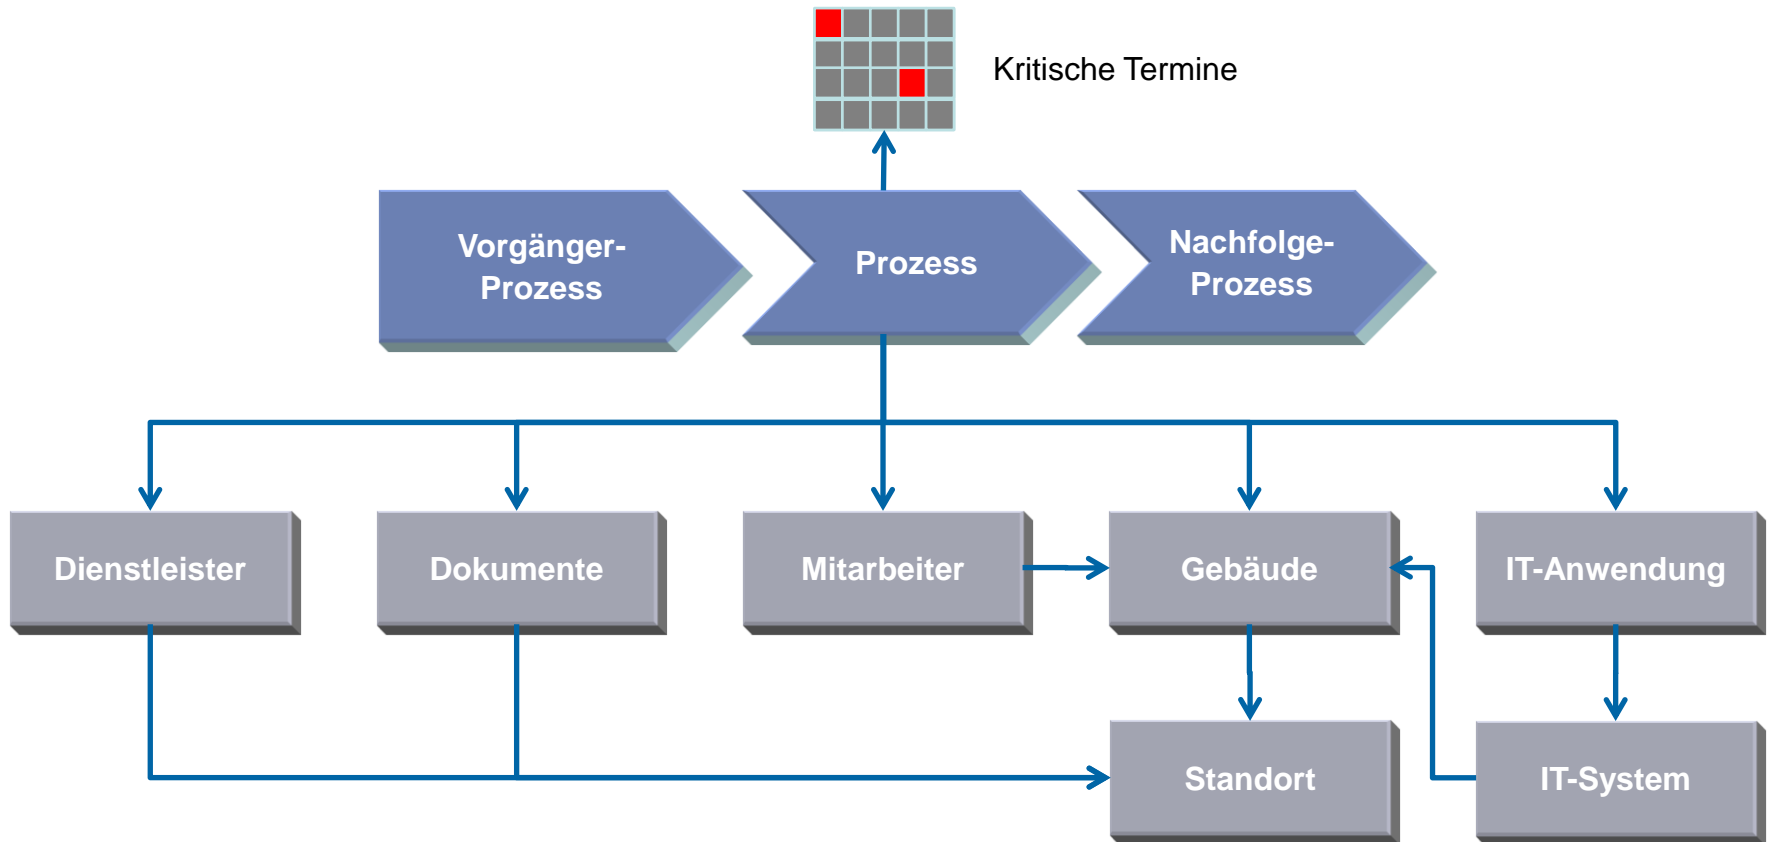 Kritische Termine
Vorgänger-
Prozess
Prozess
Nachfolge-
Prozess
Dienstleister
Dokumente
Mitarbeiter
Gebäude
IT-Anwendung
Standort
IT-System